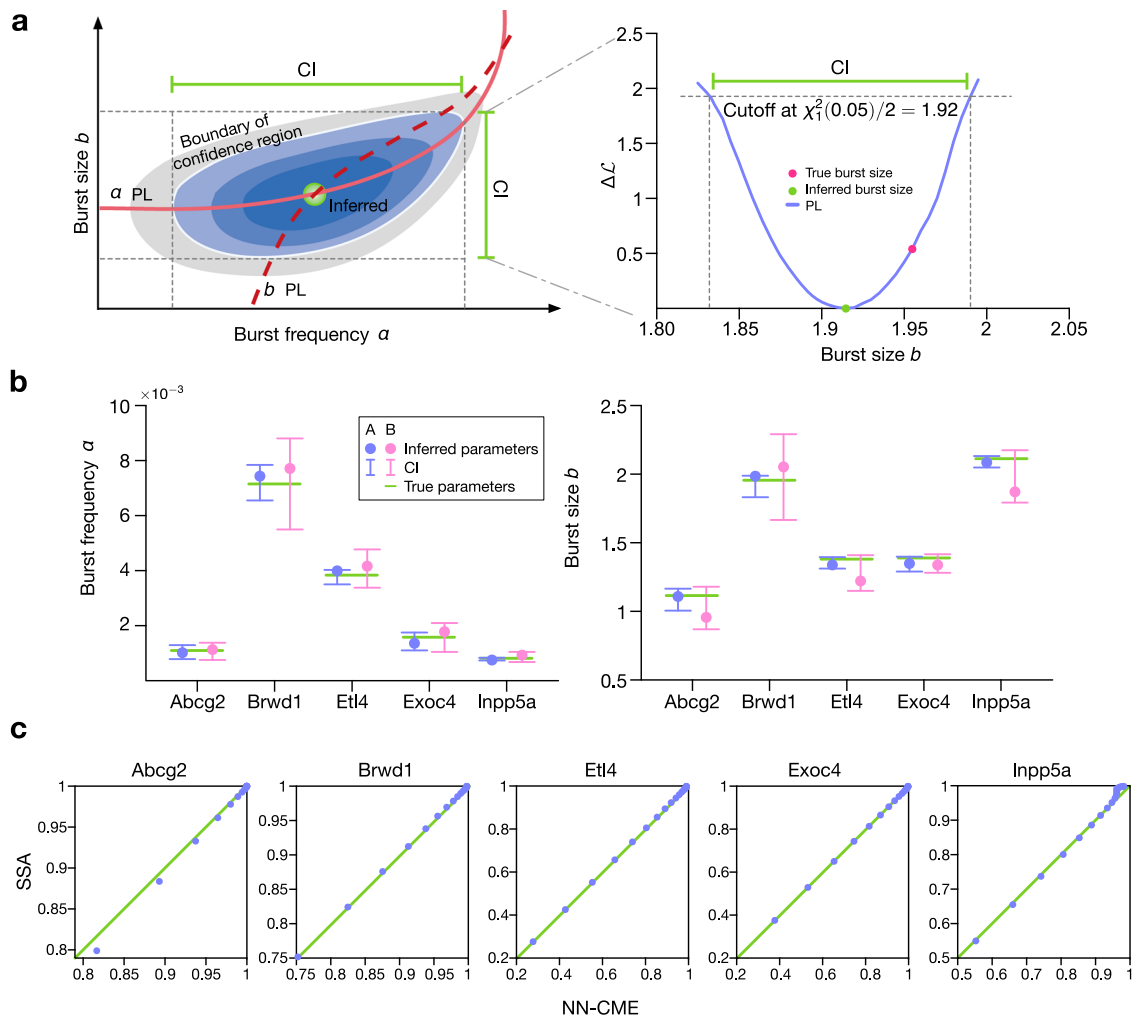 a
CI
Boundary of
confidence region
a PL
Inferred
b PL
CI
Burst size b
Burst frequency a
2.5
2
1.5
1
0.5
CI
Cutoff at χ₁²(0.05)/2 = 1.92
True burst size
Inferred burst size
PL
Δℒ
1.80
1.85
1.9
1.95
2
2.05
Burst size b
b
×10⁻³
10
8
6
4
2
Burst frequency a
A B
Inferred parameters
CI
True parameters
Abcg2
Brwd1
Etl4
Exoc4
Inpp5a
2.5
2
1.5
1
0.5
Burst size b
Abcg2
Brwd1
Etl4
Exoc4
Inpp5a
c
Abcg2
1
0.95
0.9
0.85
0.8
0.8
0.85
0.9
0.95
1
SSA
Brwd1
1
0.95
0.9
0.85
0.8
0.75
0.75
0.8
0.85
0.9
0.95
1
Etl4
1
0.8
0.6
0.4
0.2
0.2
0.4
0.6
0.8
1
Exoc4
1
0.8
0.6
0.4
0.2
0.2
0.4
0.6
0.8
1
Inpp5a
1
0.9
0.8
0.7
0.6
0.5
0.5
0.6
0.7
0.8
0.9
1
NN-CME